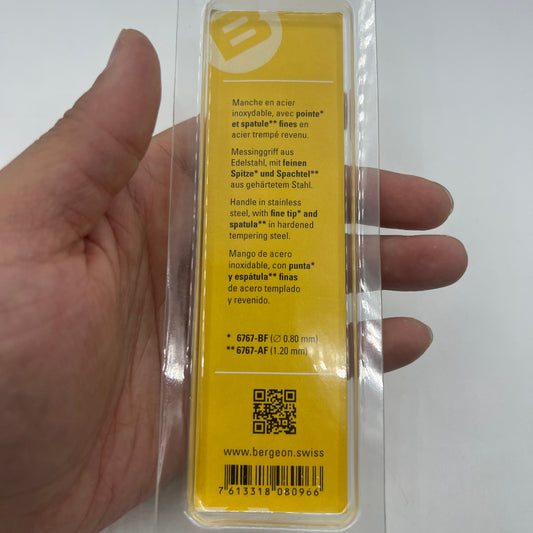 B
Manche en acier
inoxydable, avec pointe*
et spatule** fines en
acier trempé revenu.
Messinggriff aus
Edelstahl, mit feinen
Spitze* und Spachtel**
aus gehärtetem Stahl.
Handle in stainless
steel, with fine tip* and
spatula** in hardened
tempering steel.
Mango de acero
inoxidable, con punta*
y espátula** finas
de acero templado
y revenido.
* 6767-BF (∅ 0.80 mm)
** 6767-AF (1.20 mm)
www.bergeon.swiss
7 613318 080966